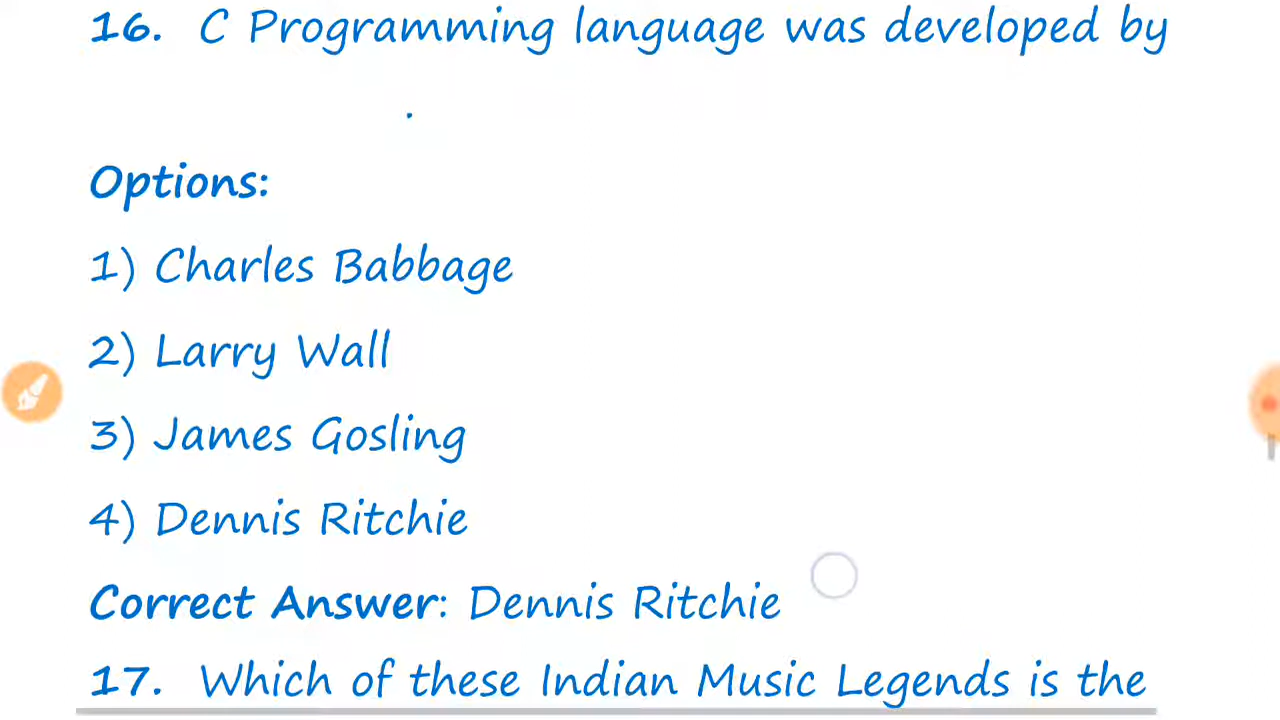 16. C Programming language was developed by
.
Options:
1) Charles Babbage
2) Larry Wall
3) James Gosling
4) Dennis Ritchie
Correct Answer: Dennis Ritchie
17. Which of these Indian Music Legends is the